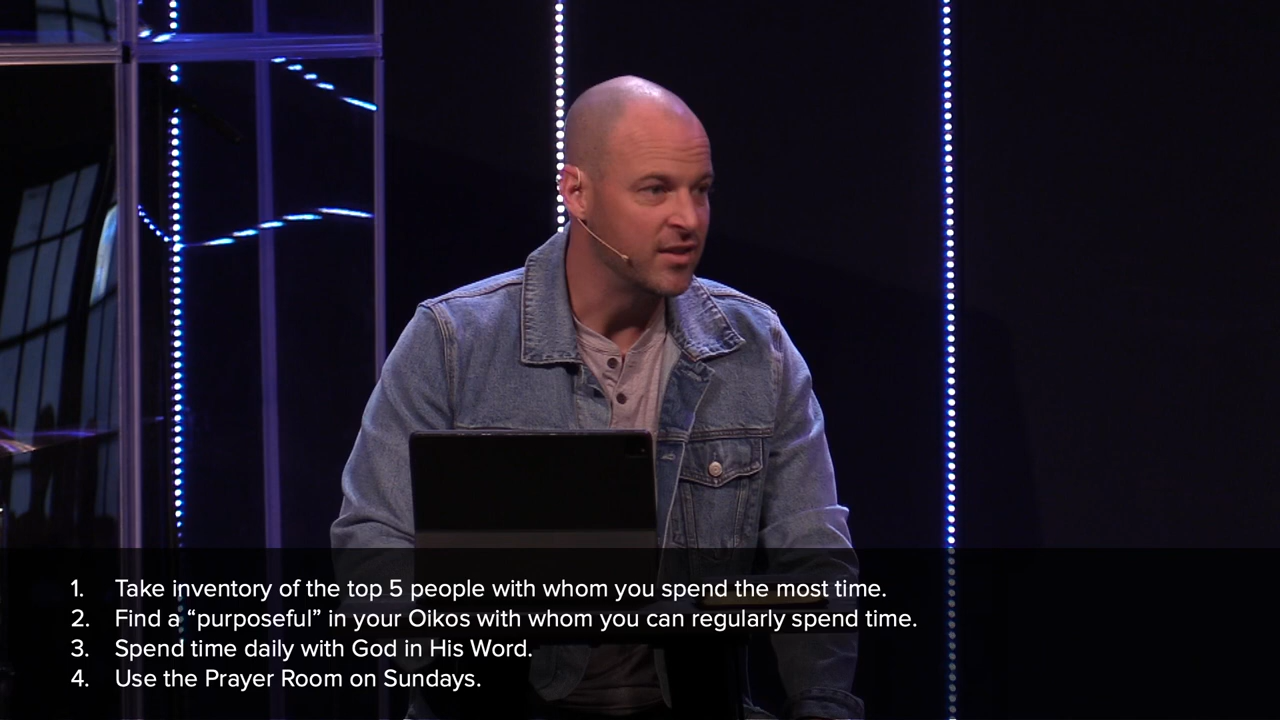 1. Take inventory of the top 5 people with whom you spend the most time.
2. Find a “purposeful” in your Oikos with whom you can regularly spend time.
3. Spend time daily with God in His Word.
4. Use the Prayer Room on Sundays.